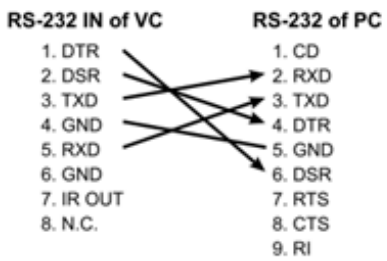 RS-232 IN of VC
1. DTR
2. DSR
3. TXD
4. GND
5. RXD
6. GND
7. IR OUT
8. N.C.
RS-232 of PC
1. CD
2. RXD
3. TXD
4. DTR
5. GND
6. DSR
7. RTS
8. CTS
9. RI